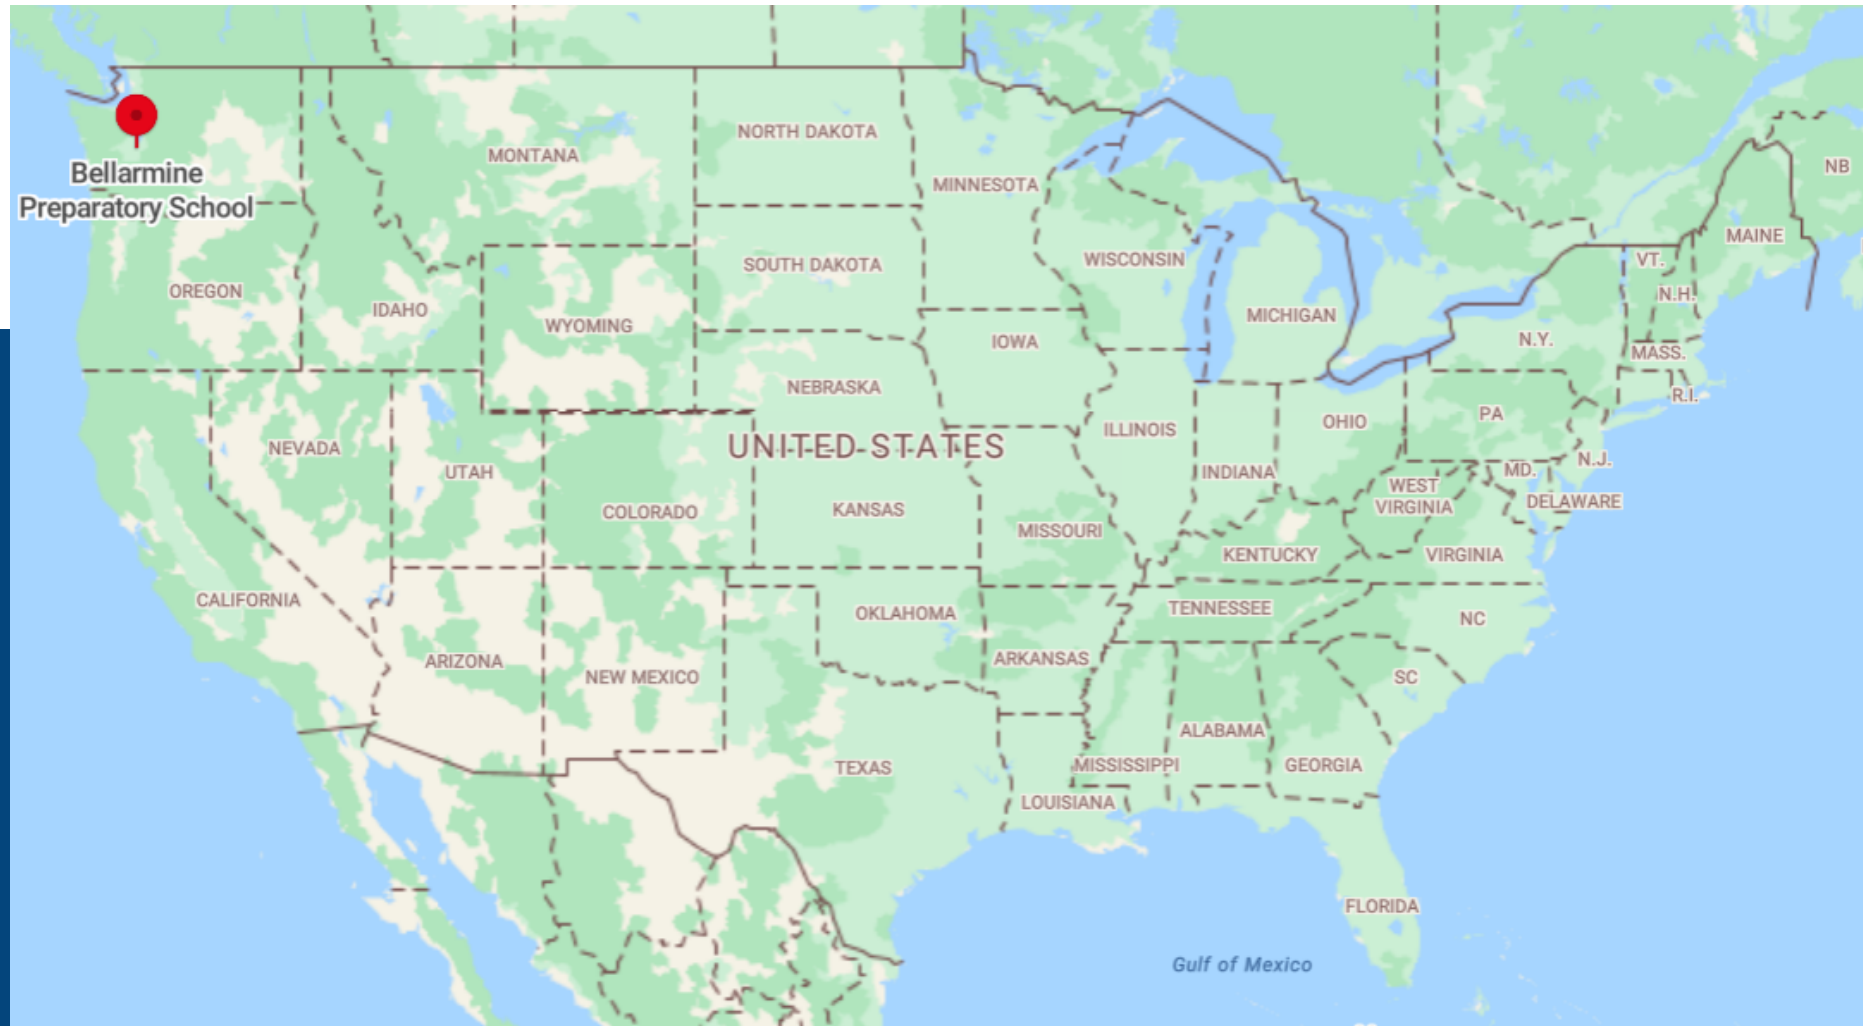 Bellarmine
Preparatory School
NORTH DAKOTA
MONTANA
MINNESOTA
NB
MAINE
WISCONSIN
VT.
SOUTH DAKOTA
OREGON
N.H.
IDAHO
MICHIGAN
WYOMING
N.Y.
IOWA
MASS.
NEBRASKA
R.I.
PA
OHIO
ILLINOIS
UNITED STATES
NEVADA
N.J.
UTAH
INDIANA
MD.
WEST
VIRGINIA
DELAWARE
COLORADO
KANSAS
MISSOURI
KENTUCKY
VIRGINIA
CALIFORNIA
TENNESSEE
OKLAHOMA
NC
ARKANSAS
ARIZONA
NEW MEXICO
SC
ALABAMA
MISSISSIPPI
GEORGIA
TEXAS
LOUISIANA
FLORIDA
Gulf of Mexico